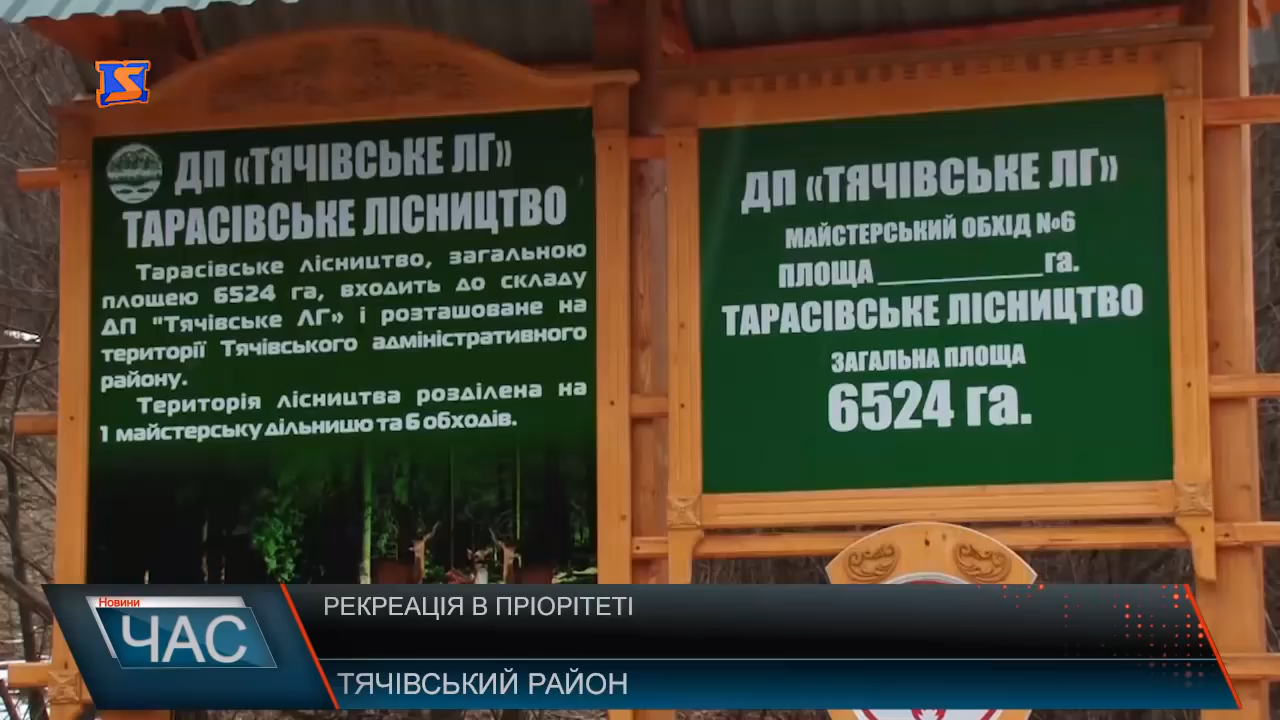 ДП «ТЯЧІВСЬКЕ ЛГ»
ТАРАСІВСЬКЕ ЛІСНИЦТВО
Тарасівське лісництво, загальною
площею 6524 га, входить до складу
ДП "Тячівське ЛГ» і розташоване на
території Тячівського адміністративного
району.
Територія лісництва розділена на
1 майстерську дільницю та 6 обходів.
ДП «ТЯЧІВСЬКЕ ЛГ»
МАЙСТЕРСЬКИЙ ОБХІД №6
ПЛОЩА ____________ га.
ТАРАСІВСЬКЕ ЛІСНИЦТВО
ЗАГАЛЬНА ПЛОЩА
6524 га.
Новини
ЧАС
РЕКРЕАЦІЯ В ПРІОРІТЕТІ
ТЯЧІВСЬКИЙ РАЙОН